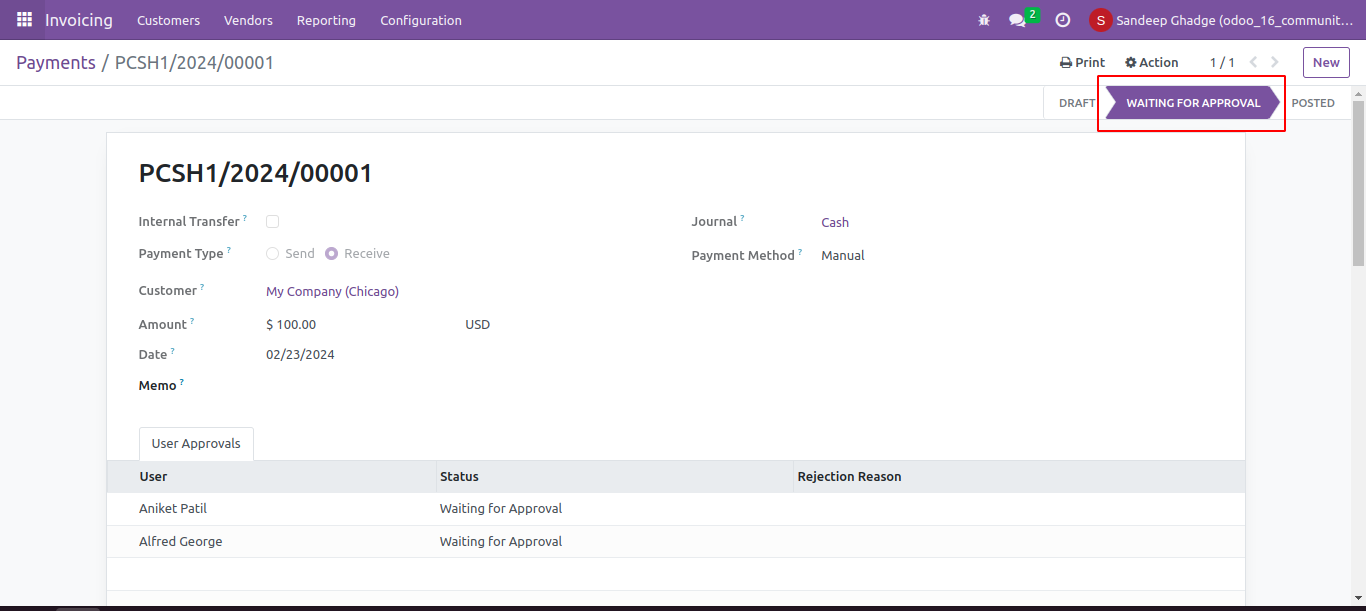 Invoicing Customers Vendors Reporting Configuration 2 S Sandeep Ghadge (odoo_16_communit...
Payments / PCSH1/2024/00001 Print Action 1 / 1 New
DRAFT WAITING FOR APPROVAL POSTED
PCSH1/2024/00001
Internal Transfer ? Journal ? Cash
Payment Type ? Send Receive Payment Method ? Manual
Customer ? My Company (Chicago)
Amount ? $ 100.00 USD
Date ? 02/23/2024
Memo ?
User Approvals
User Status Rejection Reason
Aniket Patil Waiting for Approval
Alfred George Waiting for Approval